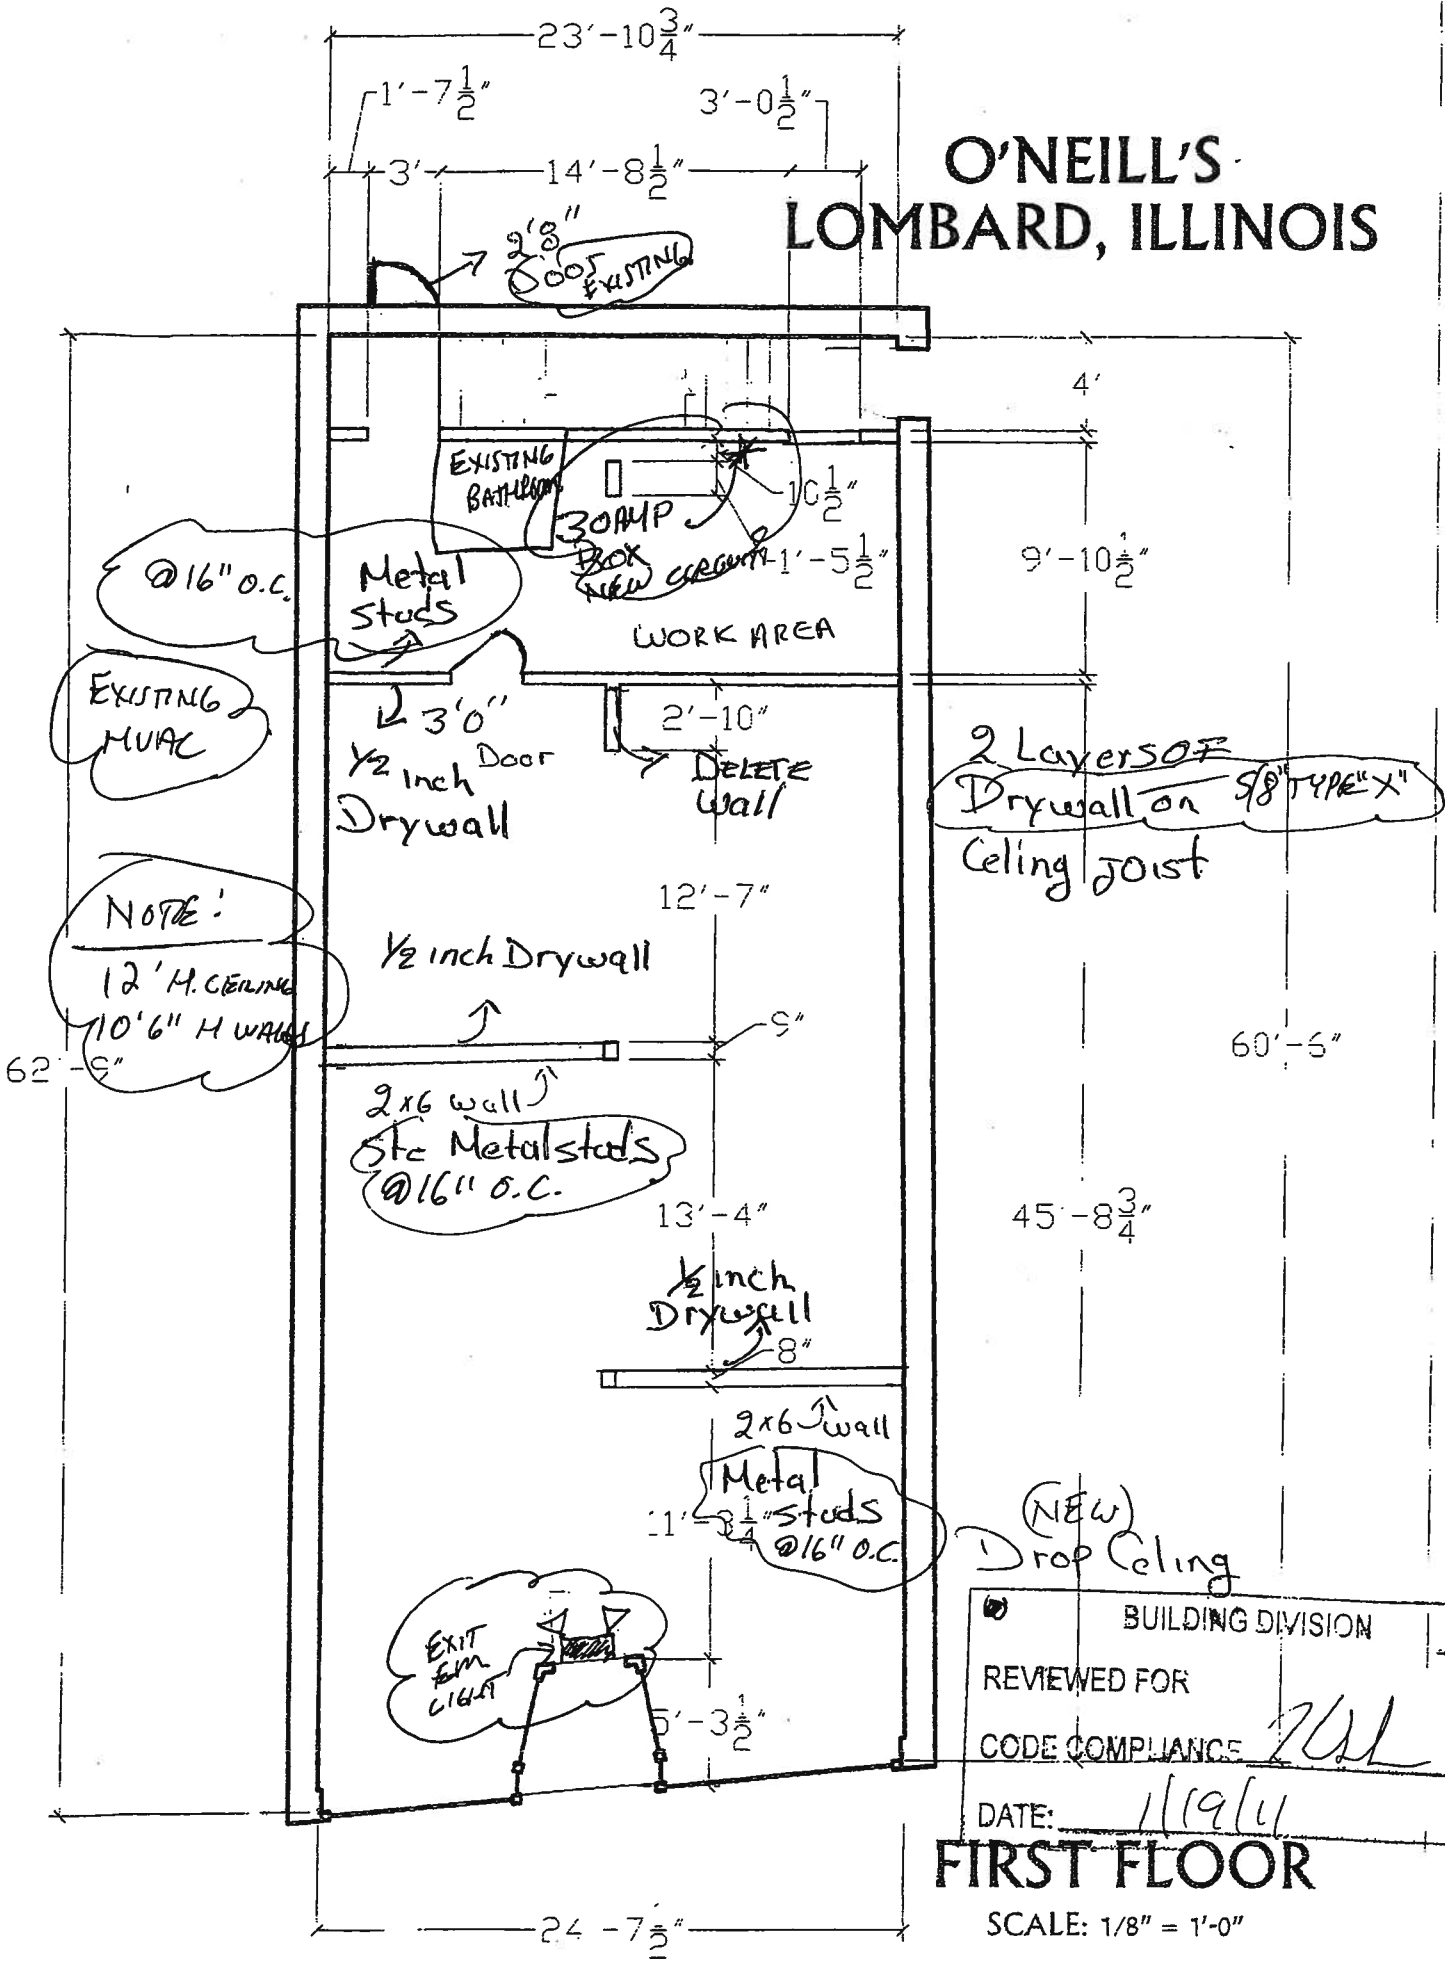 23'-10 3/4"
1'-7 1/2"
3'-0 1/2"
3'
14'-8 1/2"
O'NEILL'S
LOMBARD, ILLINOIS
2'8"
Door
EXISTING
4'
EXISTING
BATHROOM
10 1/2"
30AMP
BOX
NEW CIRCUIT
1'-5 1/2"
9'-10 1/2"
@16" O.C.
Metal
Studs
WORK AREA
EXISTING
HVAC
3'0"
Door
1/2 inch
Drywall
2'-10"
DELETE
Wall
2 Layers OF
Drywall on 5/8" TYPE "X"
Celing JOIST
12'-7"
NOTE:
12' H. CEILING
10'6" H WALLS
1/2 inch Drywall
62'-9"
60'-6"
2x6 wall
Metal studs
@16" O.C.
13'-4"
45'-8 3/4"
1/2 inch
Drywall
8"
2x6 wall
Metal
Studs
@16" O.C.
(NEW)
Drop Celing
EXIT
EM
LIGHT
5'-3 1/2"
BUILDING DIVISION
REVIEWED FOR
CODE COMPLIANCE
DATE: 1/19/11
FIRST FLOOR
SCALE: 1/8" = 1'-0"
24'-7 1/2"